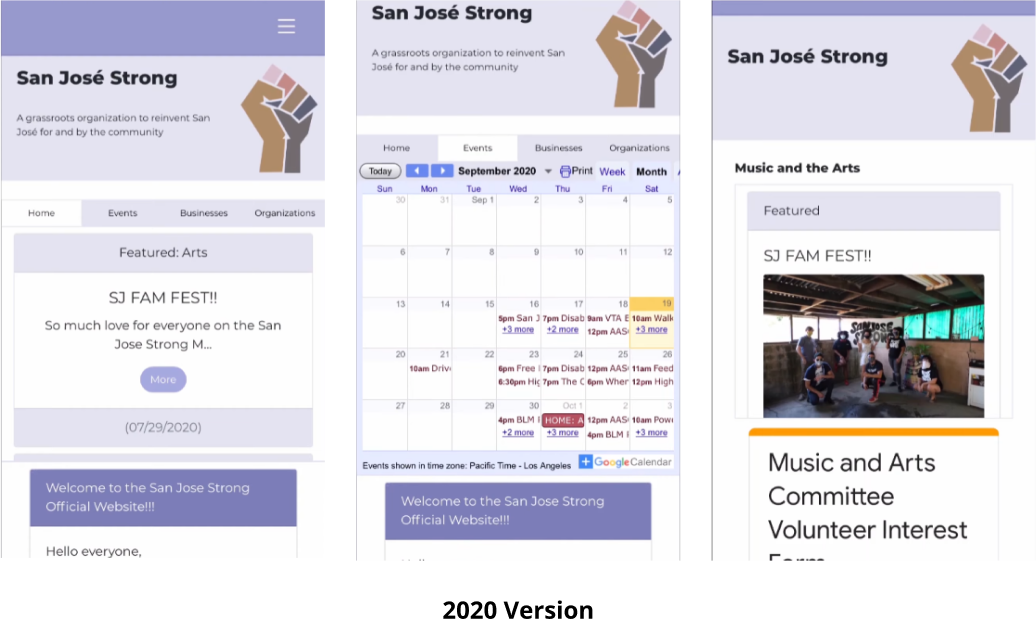 San José Strong
A grassroots organization to reinvent San
José for and by the community
Home Events Businesses Organizations
Featured: Arts
SJ FAM FEST!!
So much love for everyone on the San
Jose Strong M...
More
(07/29/2020)
Welcome to the San Jose Strong
Official Website!!!
Hello everyone,
San José Strong
A grassroots organization to reinvent San
José for and by the community
Home Events Businesses Organizations
Today September 2020 Print Week Month
Sun Mon Tue Wed Thu Fri Sat
30 31 Sep 1 2 3 4 5
6 7 8 9 10 11 12
13 14 15 16 17 18 19
5pm San J 7pm Disab 9am VTA E 10am Walk
+3 more +2 more 12pm AAS +3 more
20 21 22 23 24 25 26
10am Driv 6pm Free 7pm Disab 12pm AAS 11am Feed
6:30pm Hig 7pm The C 6pm Wher 12pm High
27 28 29 30 Oct 1 2 3
4pm BLM HOME: A 12pm AAS 10am Pow
+2 more +3 more 4pm BLM +3 more
Events shown in time zone: Pacific Time - Los Angeles
Google Calendar
Welcome to the San Jose Strong
Official Website!!!
San José Strong
Music and the Arts
Featured
SJ FAM FEST!!
SAN JOSE
STRONG
Music and Arts
Committee
Volunteer Interest
Form
2020 Version